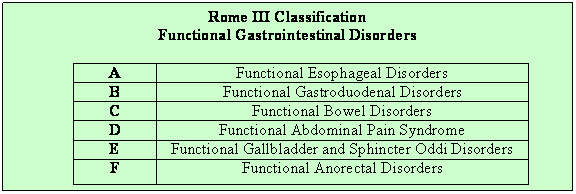 Rome III Classification
Functional Gastrointestinal Disorders
A Functional Esophageal Disorders
B Functional Gastroduodenal Disorders
C Functional Bowel Disorders
D Functional Abdominal Pain Syndrome
E Functional Gallbladder and Sphincter Oddi Disorders
F Functional Anorectal Disorders